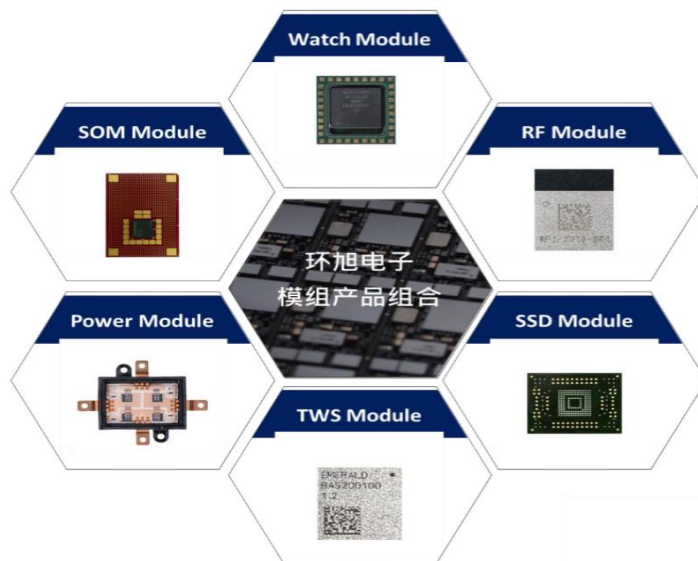 Watch Module
SOM Module
RF Module
环旭电子
模组产品组合
Power Module
SSD Module
TWS Module
EMERALD
BAS200100
1.2